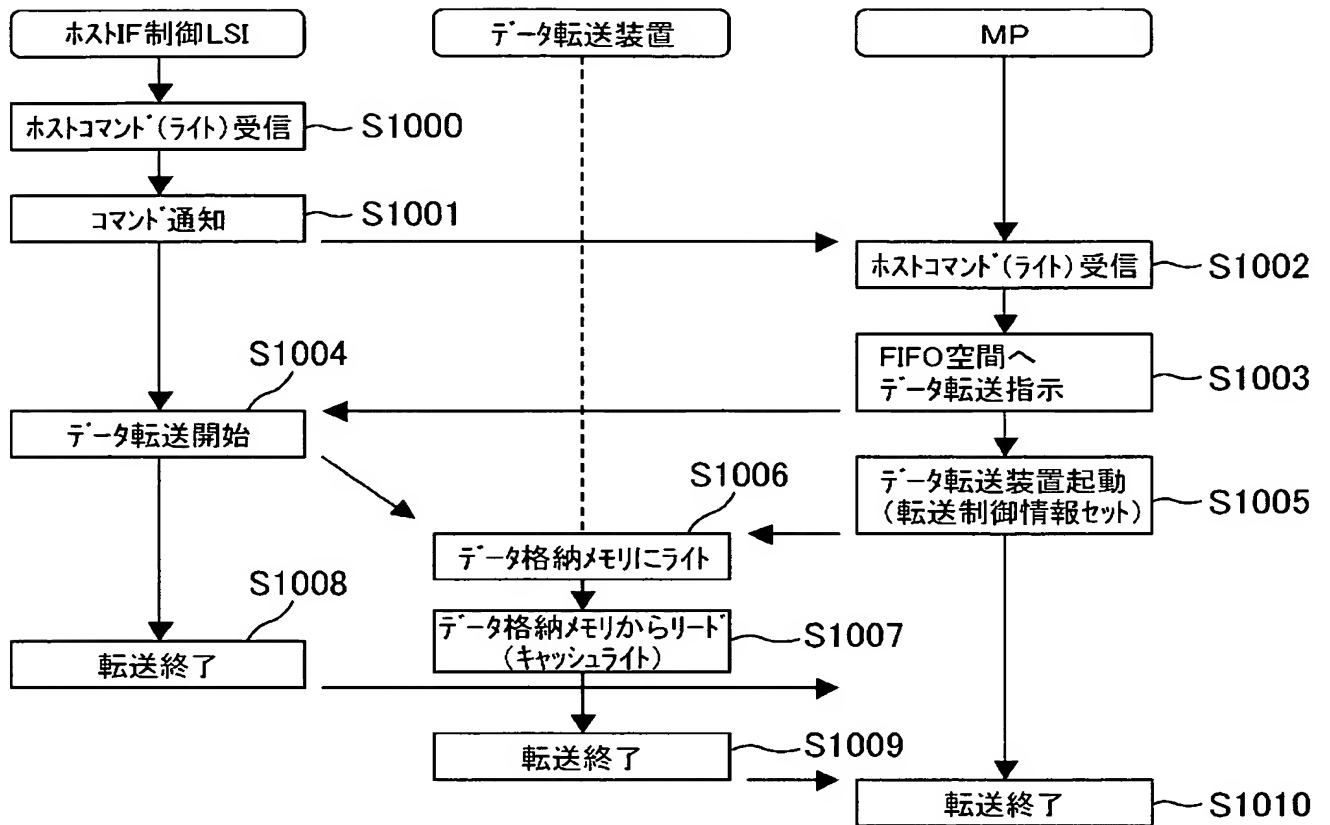 ホストIF制御LSI
データ転送装置
MP
ホストコマンド(ライト)受信
S1000
コマンド通知
S1001
ホストコマンド(ライト)受信
S1002
FIFO空間へ
データ転送指示
S1003
S1004
データ転送開始
データ転送装置起動
(転送制御情報セット)
S1005
S1006
データ格納メモリにライト
S1008
データ格納メモリからリード
(キャッシュライト)
S1007
転送終了
転送終了
S1009
転送終了
S1010